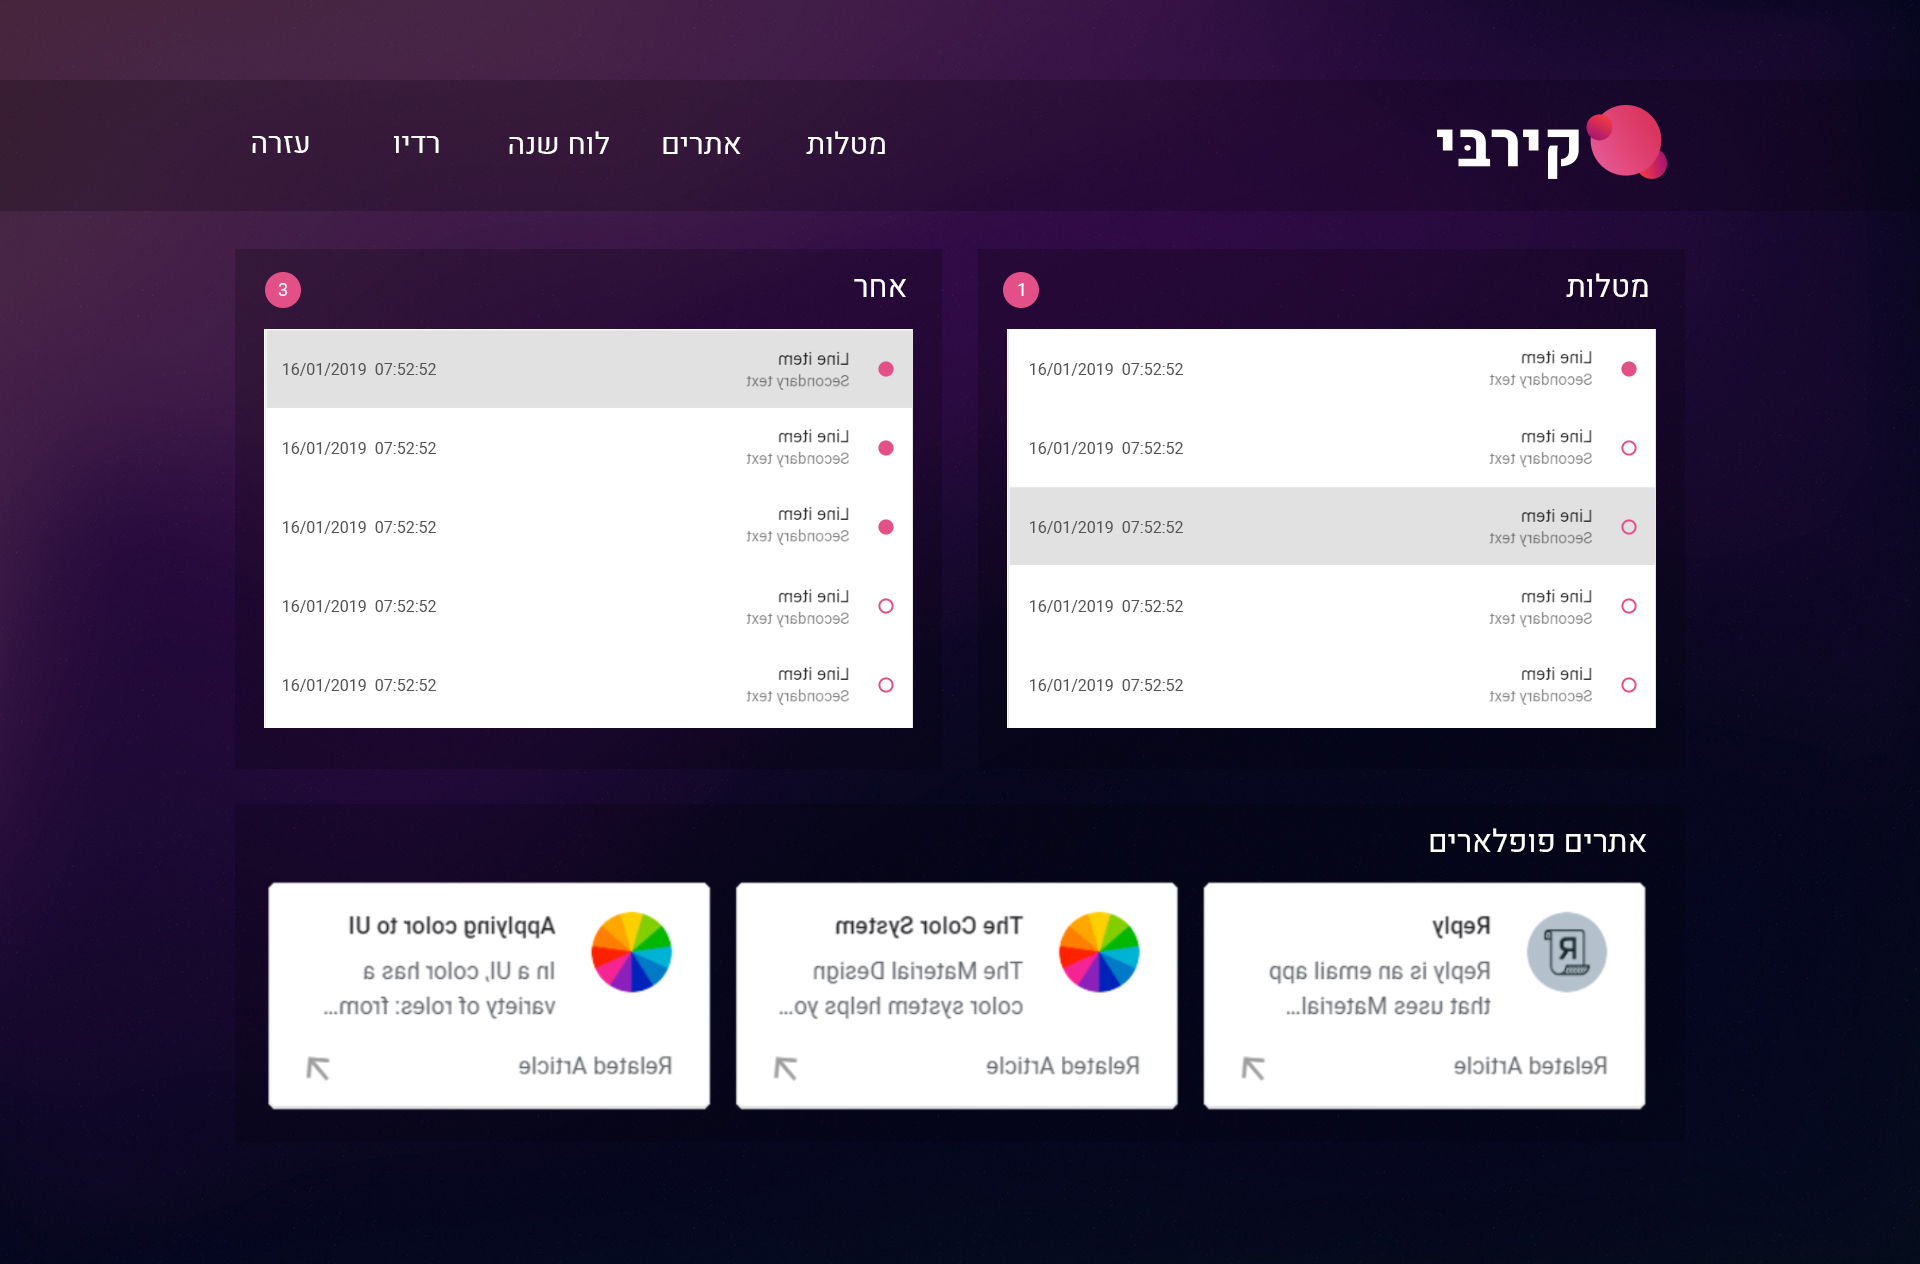 קירבּי
מטלות
אתרים
לוח שנה
רדיו
עזרה
מטלות
1
Line item
Secondary text
16/01/2019 07:52:52
Line item
Secondary text
16/01/2019 07:52:52
Line item
Secondary text
16/01/2019 07:52:52
Line item
Secondary text
16/01/2019 07:52:52
Line item
Secondary text
16/01/2019 07:52:52
אחר
3
Line item
Secondary text
16/01/2019 07:52:52
Line item
Secondary text
16/01/2019 07:52:52
Line item
Secondary text
16/01/2019 07:52:52
Line item
Secondary text
16/01/2019 07:52:52
Line item
Secondary text
16/01/2019 07:52:52
אתרים פופלארים
R
Reply
Reply is an email app
that uses Material...
Related Article
The Color System
The Material Design
color system helps yo...
Related Article
Applying color to UI
In a UI, color has a
variety of roles: from...
Related Article